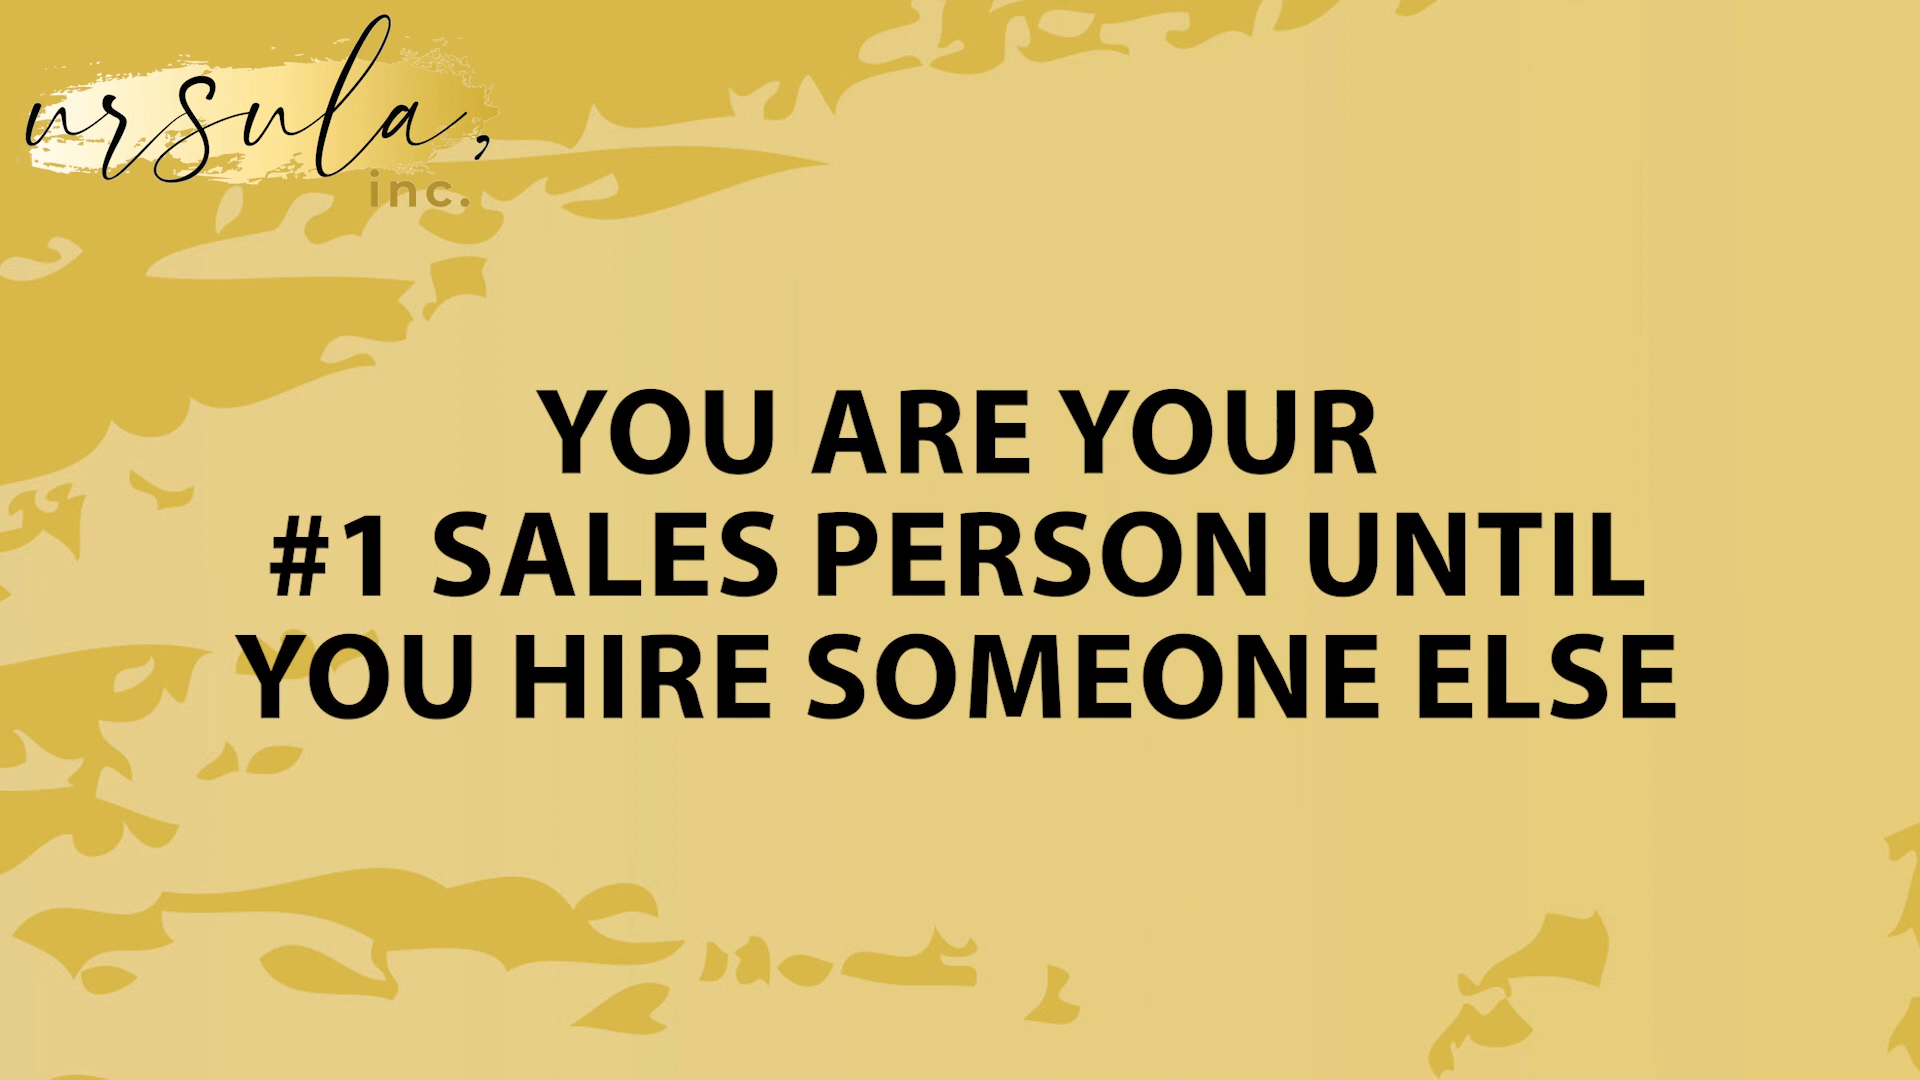 ursula,
inc.
YOU ARE YOUR
#1 SALES PERSON UNTIL
YOU HIRE SOMEONE ELSE